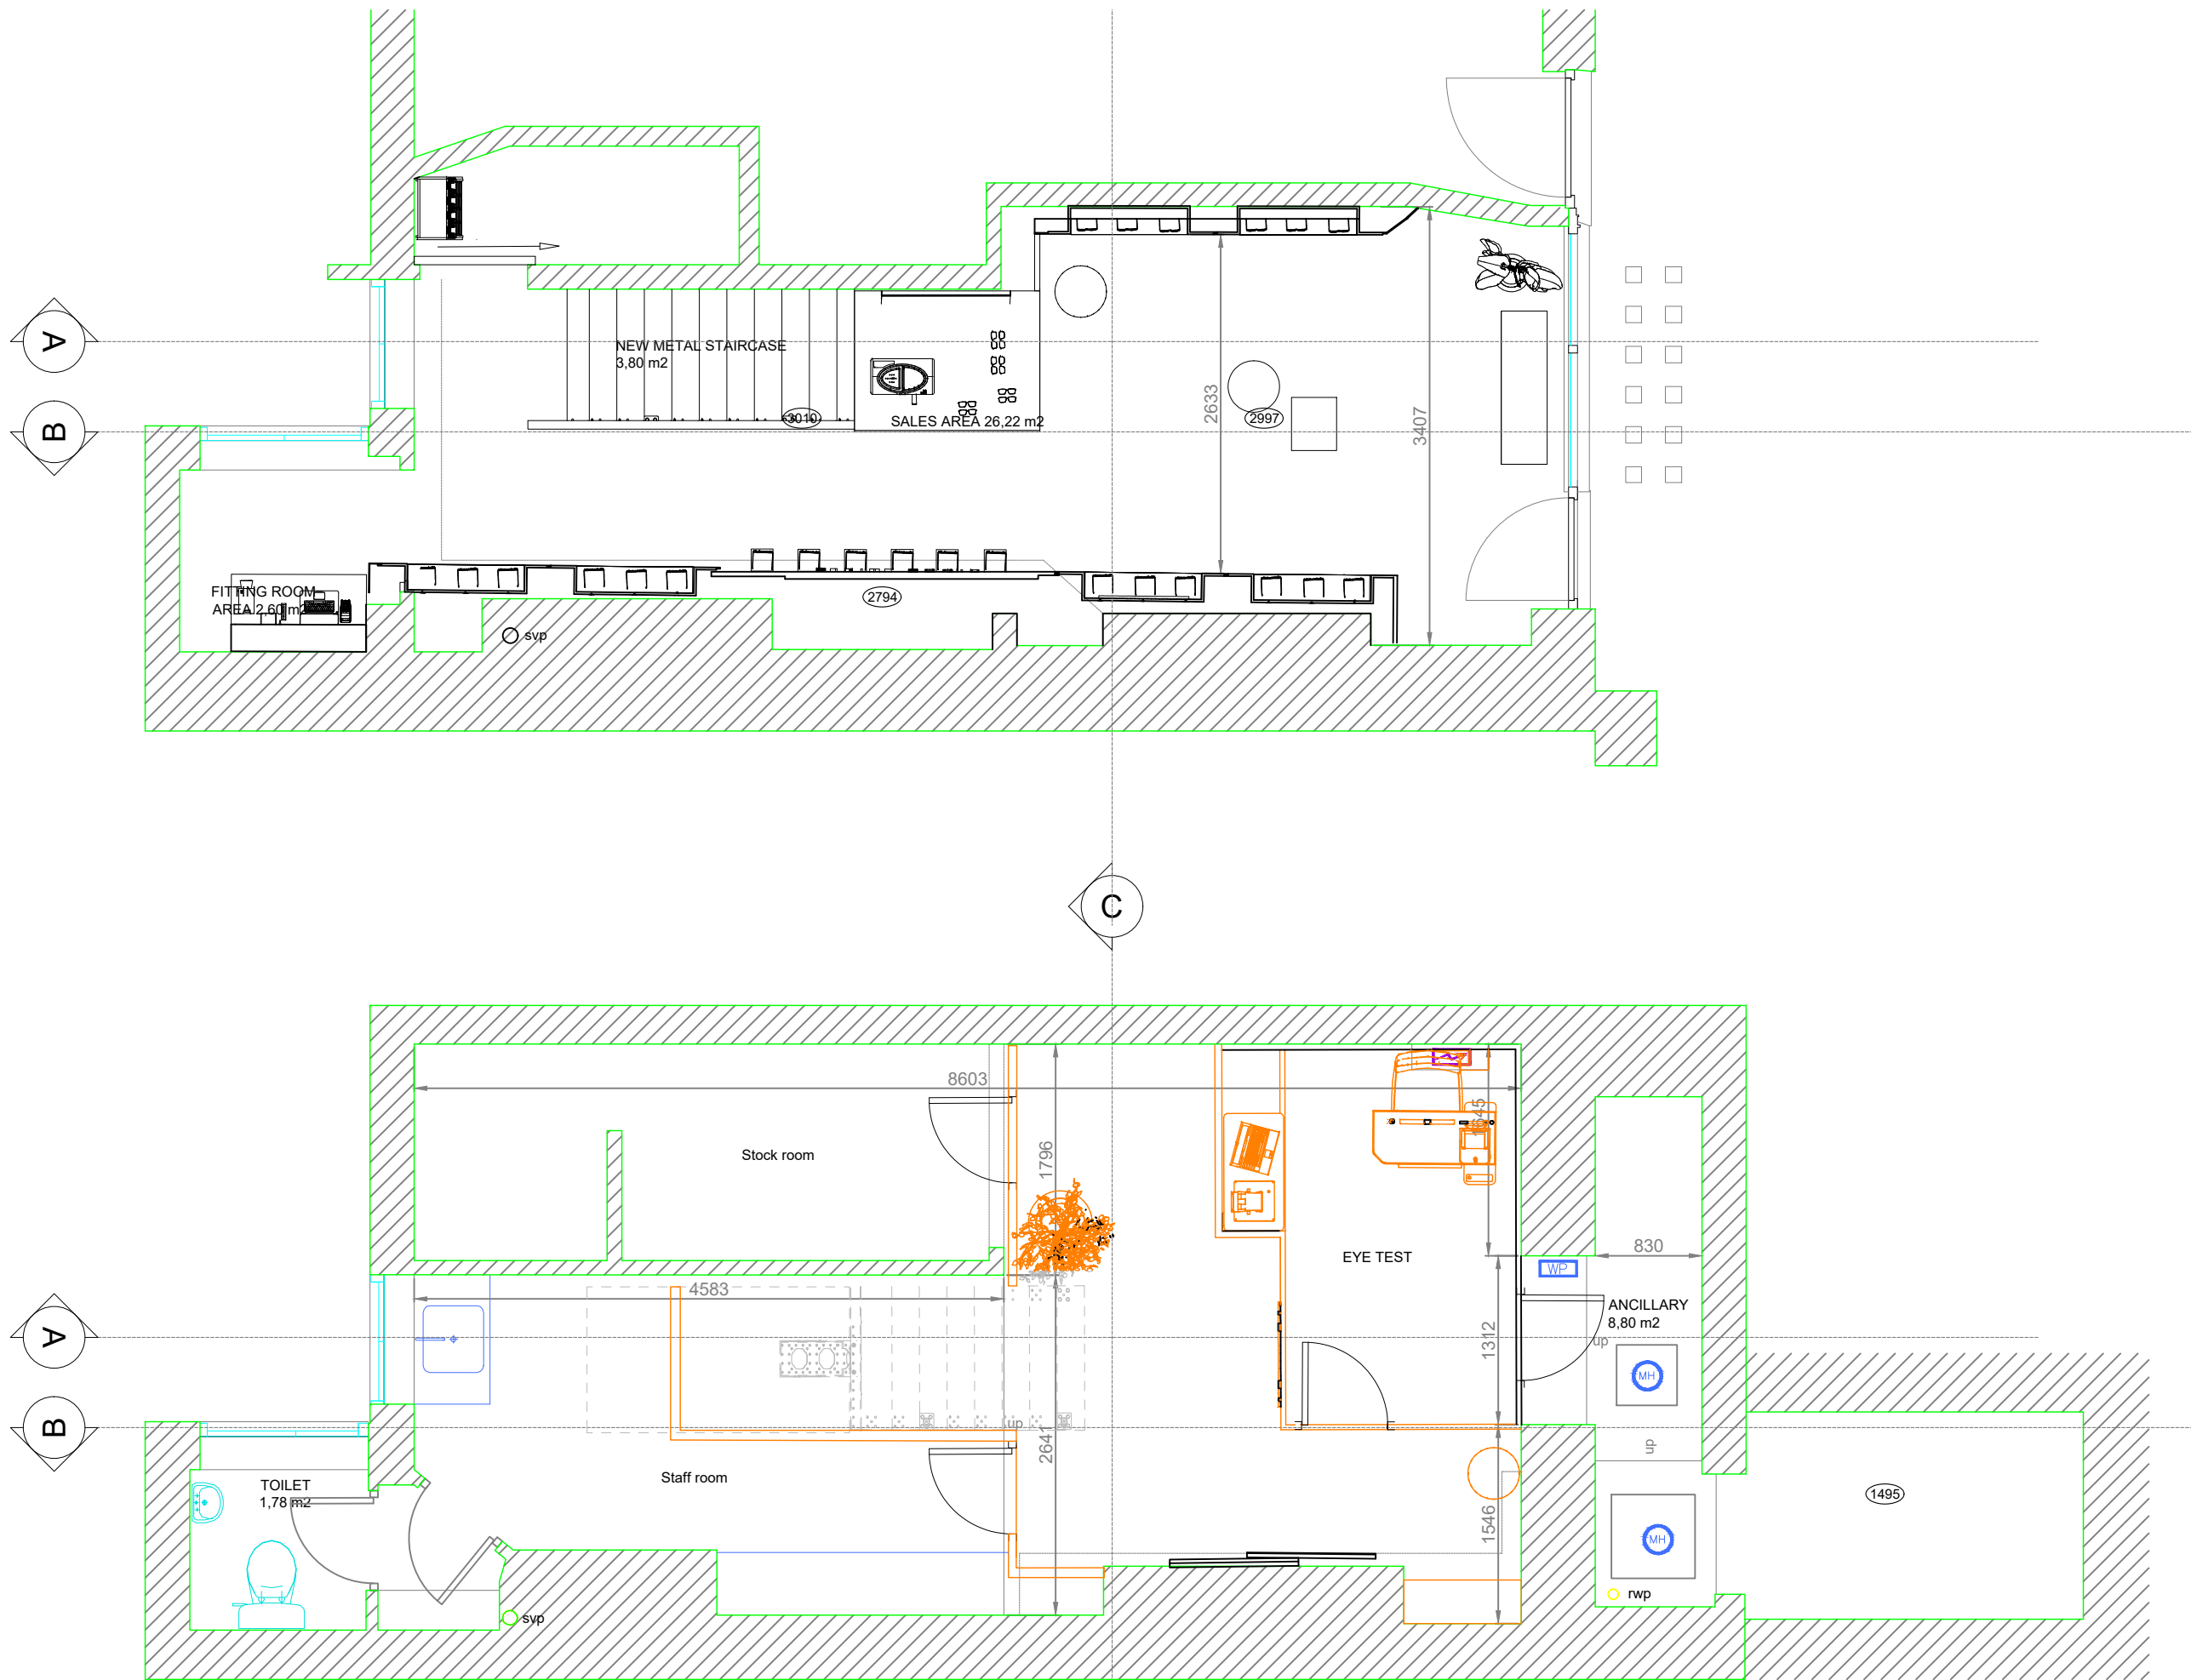 A
NEW METAL STAIRCASE
3,80 m2
2633
3407
B
3010
SALES AREA 26,22 m2
2997
FITTING ROOM
AREA 2,60 m2
2794
svp
C
8603
1645
1796
Stock room
EYE TEST
830
WP
4583
ANCILLARY
8,80 m2
A
1312
up
MH
B
up
2641
up
Staff room
TOILET
1,78 m2
1495
1546
MH
rwp
svp